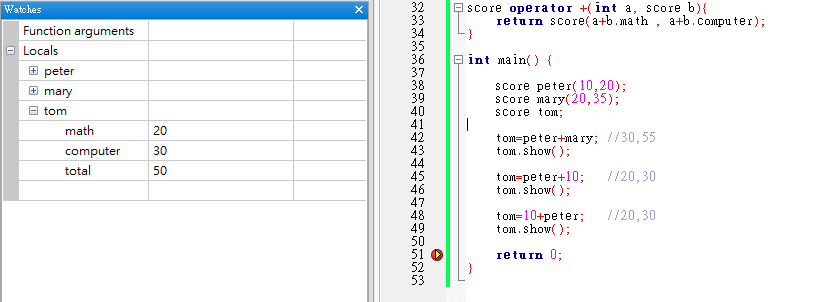 Watches
Function arguments
Locals
peter
mary
tom
math 20
computer 30
total 50
32 score operator +(int a, score b){
33 return score(a+b.math , a+b.computer);
34 }
35
36 int main() {
37
38 score peter(10,20);
39 score mary(20,35);
40 score tom;
41
42 tom=peter+mary; //30,55
43 tom.show();
44
45 tom=peter+10; //20,30
46 tom.show();
47
48 tom=10+peter; //20,30
49 tom.show();
50
51 return 0;
52 }
53